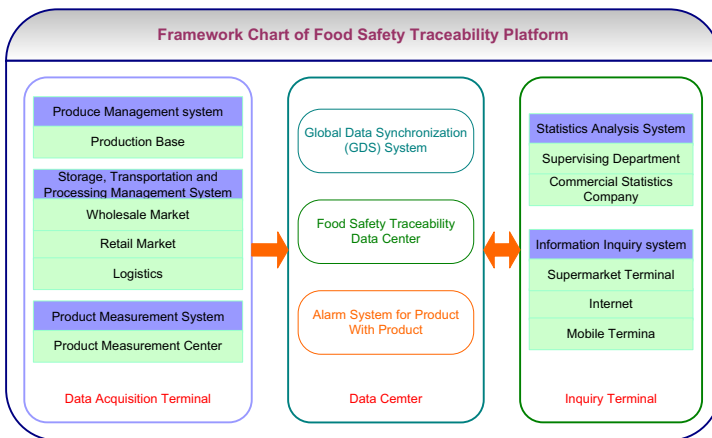 Framework Chart of Food Safety Traceability Platform
Produce Management system
Production Base
Storage, Transportation and
Processing Management System
Wholesale Market
Retail Market
Logistics
Product Measurement System
Product Measurement Center
Data Acquisition Terminal
Global Data Synchronization
(GDS) System
Food Safety Traceability
Data Center
Alarm System for Product
With Product
Data Center
Statistics Analysis System
Supervising Department
Commercial Statistics
Company
Information Inquiry system
Supermarket Terminal
Internet
Mobile Termina
Inquiry Terminal